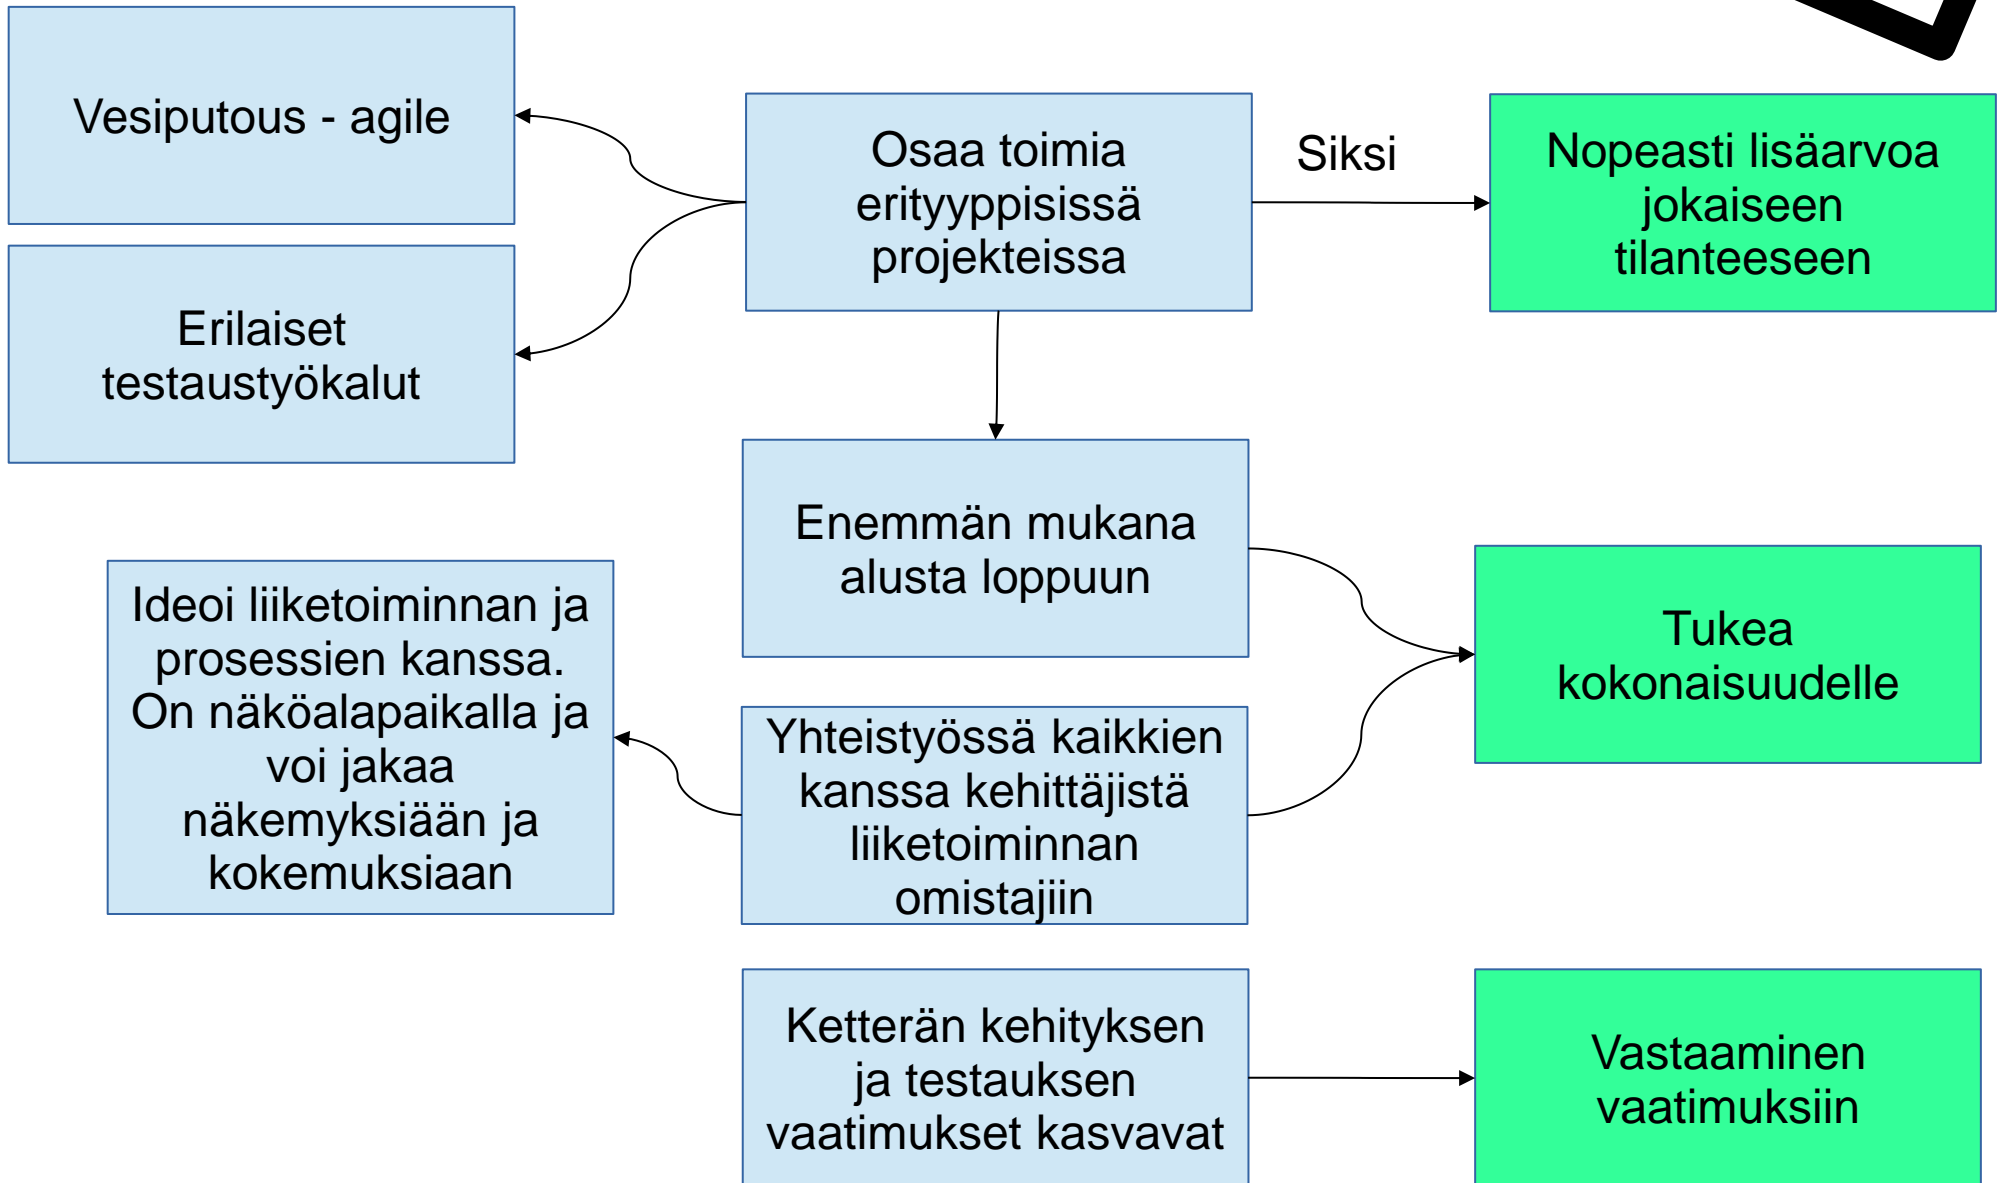 Vesiputous - agile
Osaa toimia
erityyppisissä
projekteissa
Siksi
Nopeasti lisäarvoa
jokaiseen
tilanteeseen
Erilaiset
testaustyökalut
Enemmän mukana
alusta loppuun
Ideoi liiketoiminnan ja
prosessien kanssa.
On näköalapaikalla ja
voi jakaa
näkemyksiään ja
kokemuksiaan
Tukea
kokonaisuudelle
Yhteistyössä kaikkien
kanssa kehittäjistä
liiketoiminnan
omistajiin
Ketterän kehityksen
ja testauksen
vaatimukset kasvavat
Vastaaminen
vaatimuksiin